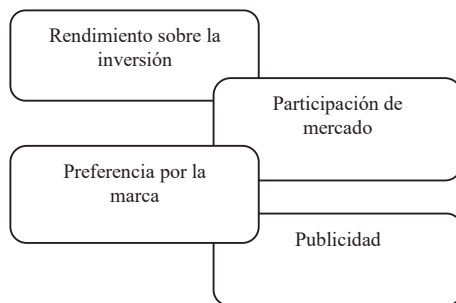 Rendimiento sobre la
inversión
Participación de
mercado
Preferencia por la
marca
Publicidad